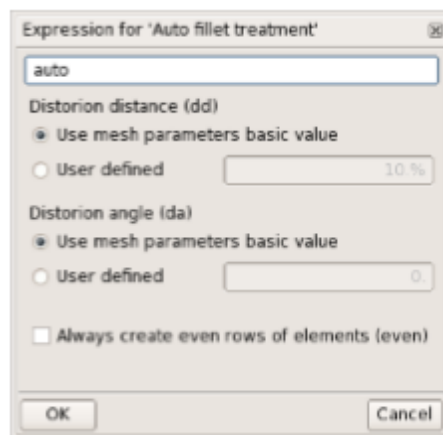 Expression for 'Auto fillet treatment'
auto
Distorion distance (dd)
Use mesh parameters basic value
User defined 10.%
Distorion angle (da)
Use mesh parameters basic value
User defined 0.
Always create even rows of elements (even)
OK Cancel